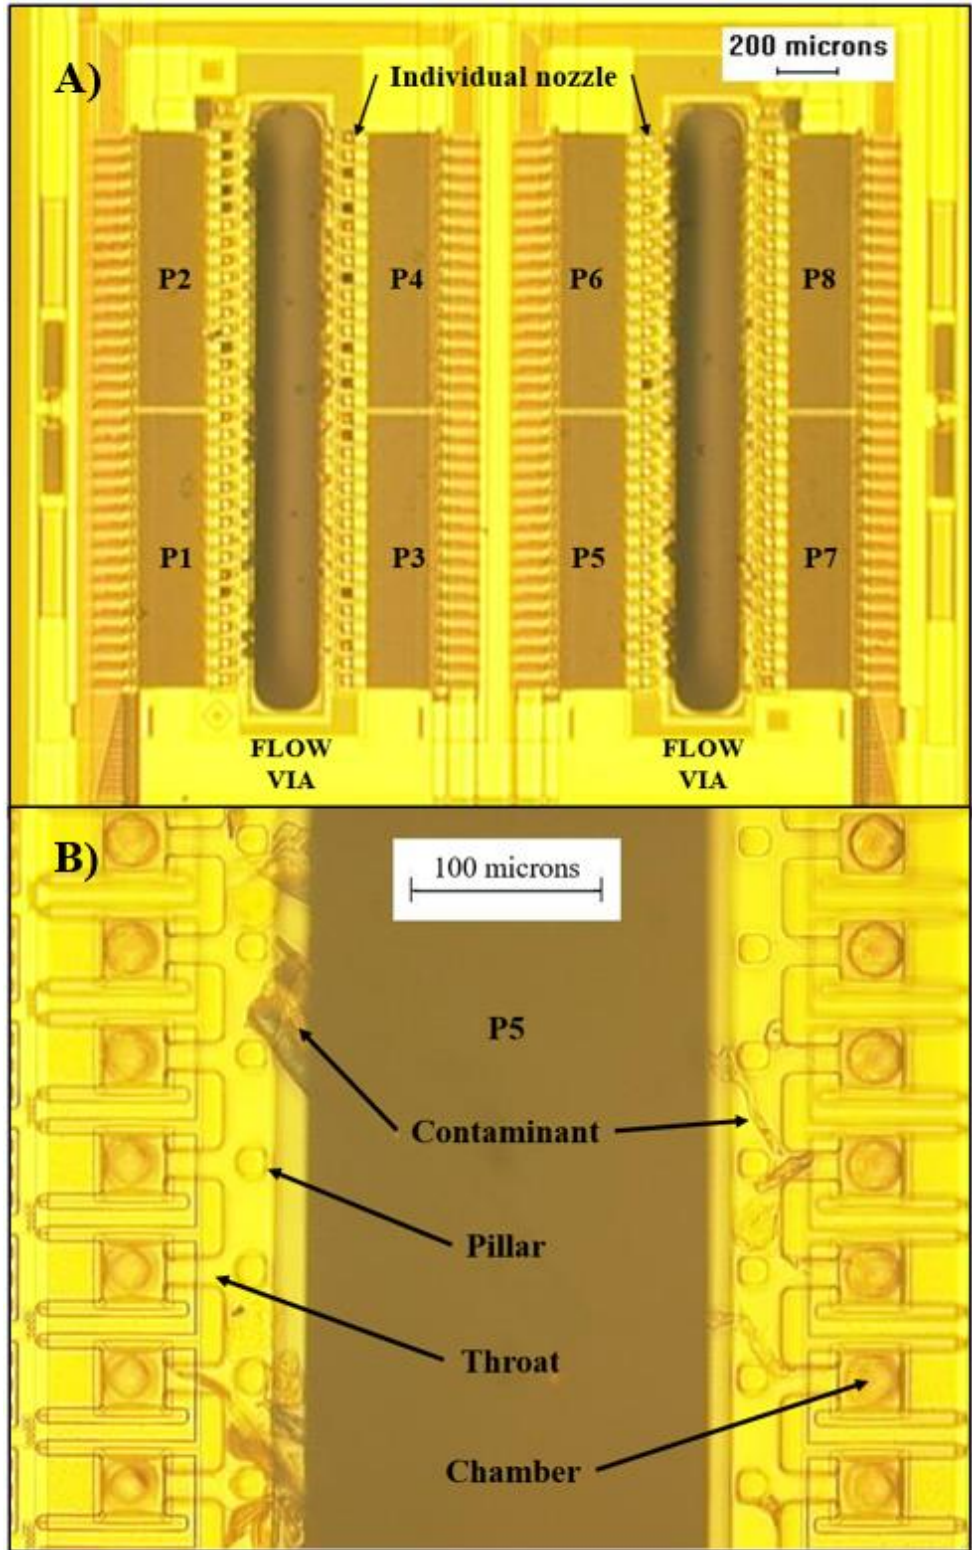 A)
200 microns
Individual nozzle
P2
P4
P6
P8
P1
P3
P5
P7
FLOW
VIA
FLOW
VIA
B)
100 microns
P5
Contaminant
Pillar
Throat
Chamber